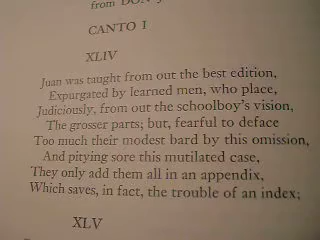 from DON
CANTO I
XLIV
Juan was taught from out the best edition,
Expurgated by learned men, who place,
Judiciously, from out the schoolboy's vision,
The grosser parts; but, fearful to deface
Too much their modest bard by this omission,
And pitying sore this mutilated case,
They only add them all in an appendix,
Which saves, in fact, the trouble of an index;
XLV